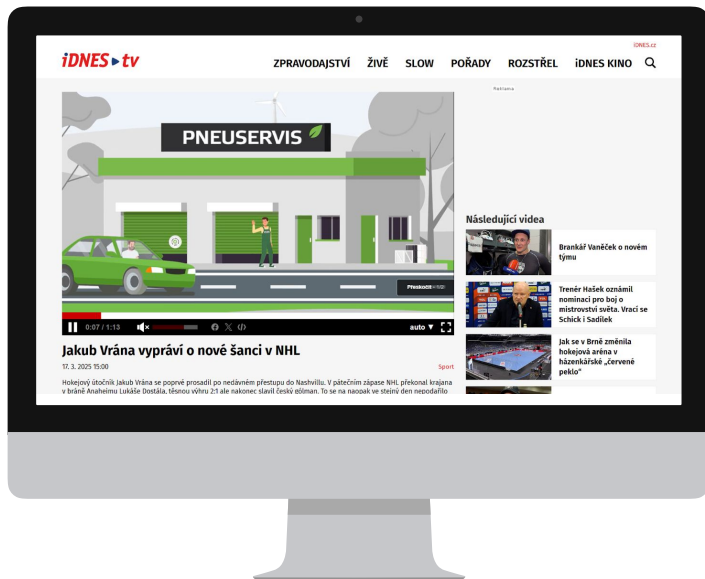 iDNES.cz
iDNES tv
ZPRAVODAJSTVÍ ŽIVĚ SLOW POŘADY ROZSTŘEL iDNES KINO
Reklama
PNEUSERVIS
Přeskočit
0:07 / 1:13
auto
Jakub Vrána vypráví o nové šanci v NHL
17. 3. 2025 15:00
Sport
Hokejový útočník Jakub Vrána se poprvé prosadil po nedávném přestupu do Nashvillu. V pátečním zápase NHL překonal krajana
v bráně Anaheimu Lukáše Dostála, těsnou výhru 2:1 ale nakonec slavil český gólman. To se naopak ve stejný den nepodařilo
Následující videa
Brankář Vaněček o novém
týmu
Trenér Hašek oznámil
nominaci pro boj o
mistrovství světa. Vrací se
Schick i Sadílek
Jak se v Brně změnila
hokejová aréna v
házenkářské „červené
peklo“